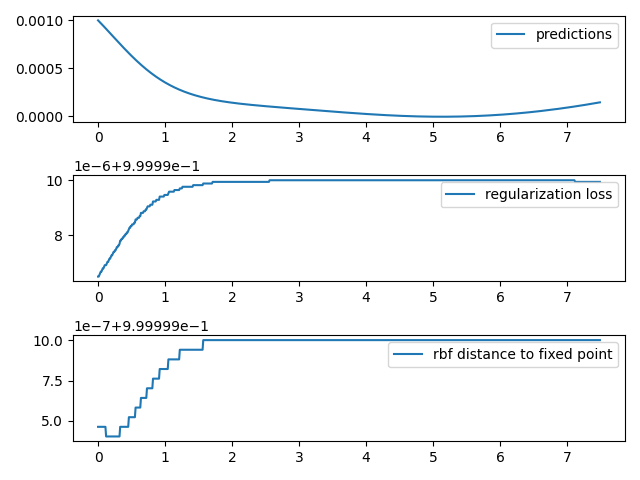 0.0010
predictions
0.0005
0.0000
0 1 2 3 4 5 6 7
1e-6+9.9999e-1
10
regularization loss
8
0 1 2 3 4 5 6 7
1e-7+9.99999e-1
10.0
rbf distance to fixed point
7.5
5.0
0 1 2 3 4 5 6 7